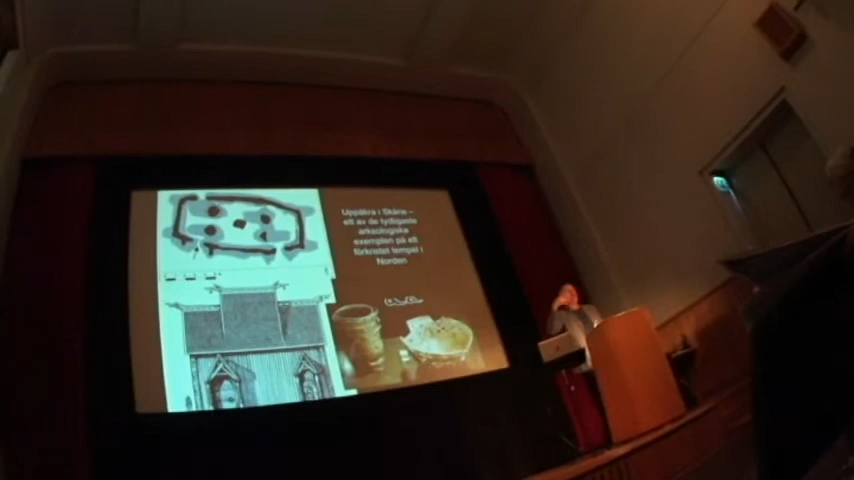 Uppåkra i Skåne –
ett av de tydligaste
arkeologiska
exemplen på ett
förkristet tempel i
Norden